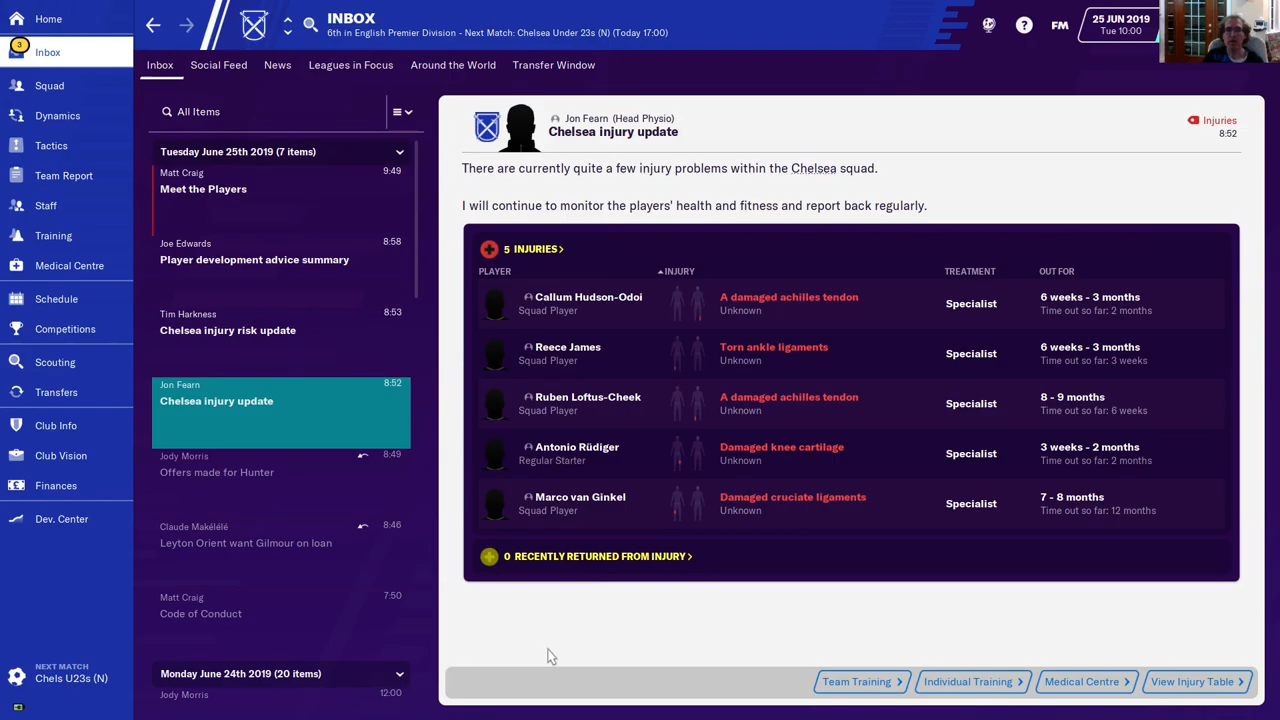 Home
Inbox
3
Squad
Dynamics
Tactics
Team Report
Staff
Training
Medical Centre
Schedule
Competitions
Scouting
Transfers
Club Info
Club Vision
Finances
Dev. Center
NEXT MATCH
Chels U23s (N)
INBOX
6th in English Premier Division - Next Match: Chelsea Under 23s (N) (Today 17:00)
FM
25 JUN 2019
Tue 10:00
Inbox Social Feed News Leagues in Focus Around the World Transfer Window
All Items
Tuesday June 25th 2019 (7 items)
Matt Craig 9:49
Meet the Players
Joe Edwards 8:58
Player development advice summary
Tim Harkness 8:53
Chelsea injury risk update
Jon Fearn 8:52
Chelsea injury update
Jody Morris 8:49
Offers made for Hunter
Claude Makélélé 8:46
Leyton Orient want Gilmour on loan
Matt Craig 7:50
Code of Conduct
Monday June 24th 2019 (20 items)
Jody Morris 12:00
Jon Fearn (Head Physio)
Chelsea injury update
Injuries
8:52
There are currently quite a few injury problems within the Chelsea squad.
I will continue to monitor the players' health and fitness and report back regularly.
5 INJURIES
PLAYER INJURY TREATMENT OUT FOR
Callum Hudson-Odoi A damaged achilles tendon Specialist 6 weeks - 3 months
Squad Player Unknown Time out so far: 2 months
Reece James Torn ankle ligaments Specialist 6 weeks - 3 months
Squad Player Unknown Time out so far: 3 weeks
Ruben Loftus-Cheek A damaged achilles tendon Specialist 8 - 9 months
Squad Player Unknown Time out so far: 6 weeks
Antonio Rüdiger Damaged knee cartilage Specialist 3 weeks - 2 months
Regular Starter Unknown Time out so far: 2 months
Marco van Ginkel Damaged cruciate ligaments Specialist 7 - 8 months
Squad Player Unknown Time out so far: 12 months
0 RECENTLY RETURNED FROM INJURY
Team Training Individual Training Medical Centre View Injury Table